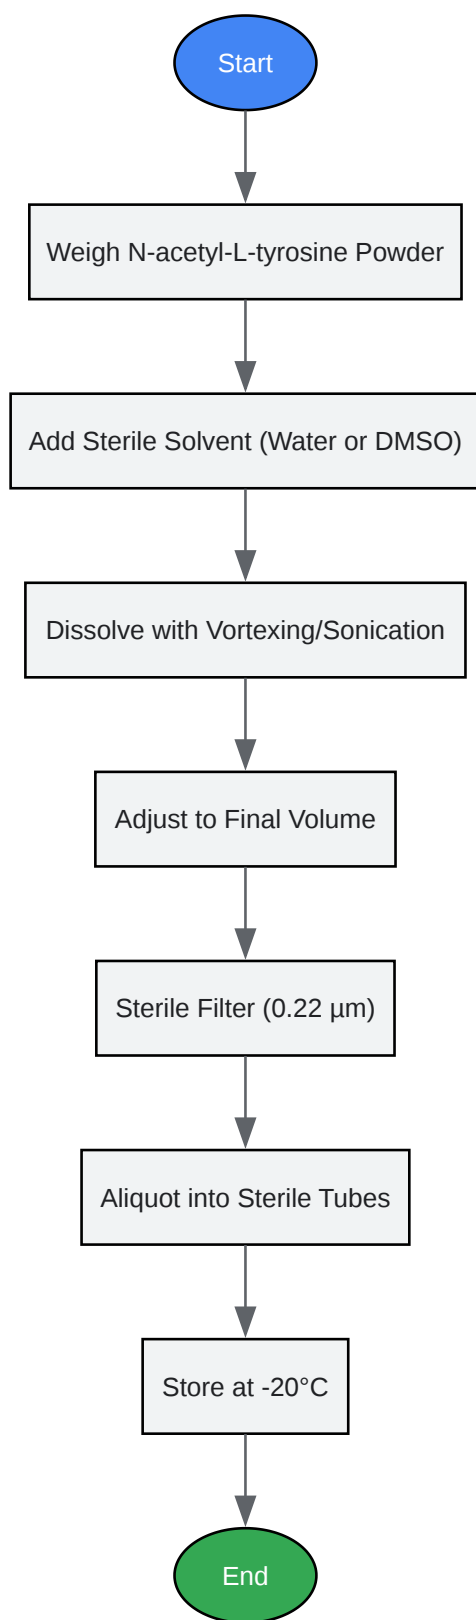 Start
Weigh N-acetyl-L-tyrosine Powder
Add Sterile Solvent (Water or DMSO)
Dissolve with Vortexing/Sonication
Adjust to Final Volume
Sterile Filter (0.22 µm)
Aliquot into Sterile Tubes
Store at -20°C
End